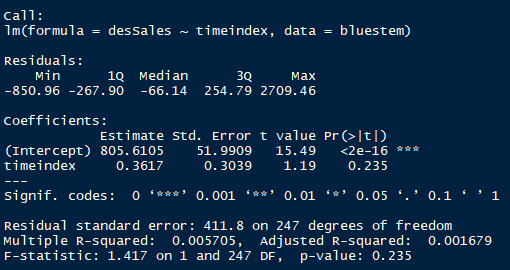 Call:
lm(formula = desSales ~ timeindex, data = bluestem)
Residuals:
Min 1Q Median 3Q Max
-850.96 -267.90 -66.14 254.79 2709.46
Coefficients:
Estimate Std. Error t value Pr(>|t|)
(Intercept) 805.6105 51.9909 15.49 <2e-16 ***
timeindex 0.3617 0.3039 1.19 0.235
---
Signif. codes: 0 ‘***’ 0.001 ‘**’ 0.01 ‘*’ 0.05 ‘.’ 0.1 ‘ ’ 1
Residual standard error: 411.8 on 247 degrees of freedom
Multiple R-squared: 0.005705, Adjusted R-squared: 0.001679
F-statistic: 1.417 on 1 and 247 DF, p-value: 0.235